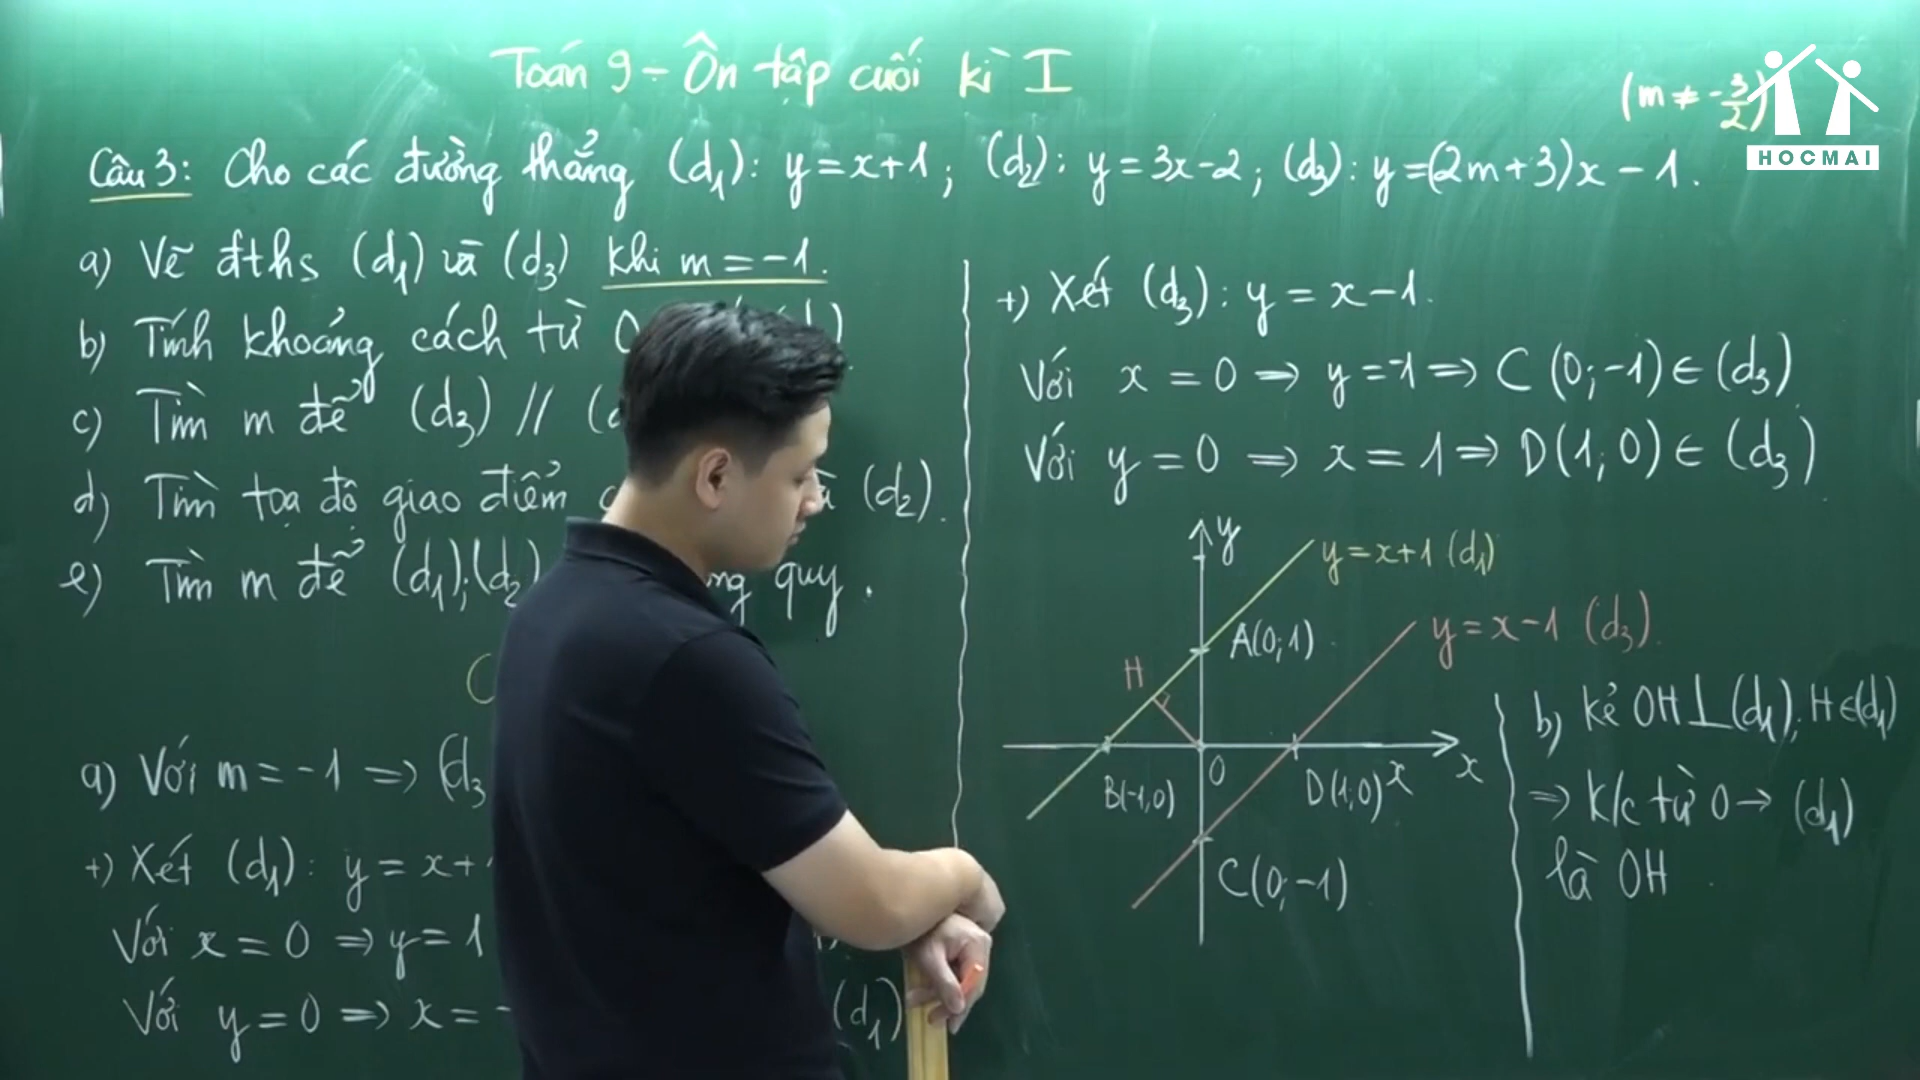 Toán 9 - Ôn tập cuối kì I
(m ≠ -3/2)
HOCMAI
Câu 3: Cho các đường thẳng (d₁): y = x+1; (d₂): y = 3x-2; (d₃): y = (2m+3)x - 1.
a) Vẽ đths (d₁) và (d₃) khi m = -1.
b) Tính khoảng cách từ O
c) Tìm m để (d₃) //
d) Tìm toạ độ giao điểm (d₂).
e) Tìm m để (d₁);(d₂) quy.
a) Với m = -1 => (d₃
+) Xét (d₁): y = x+
Với x = 0 => y = 1
Với y = 0 => x = - (d₁)
+) Xét (d₃): y = x-1.
Với x = 0 => y = -1 => C (0; -1) ∈ (d₃)
Với y = 0 => x = 1 => D(1; 0) ∈ (d₃)
y
y = x+1 (d₁)
y = x-1 (d₃).
A(0; 1)
H
B(-1; 0)
O
D(1; 0)
x
x
C(0; -1)
b) kẻ OH⊥(d₁); H∈(d₁)
=> k/c từ O → (d₁)
là OH